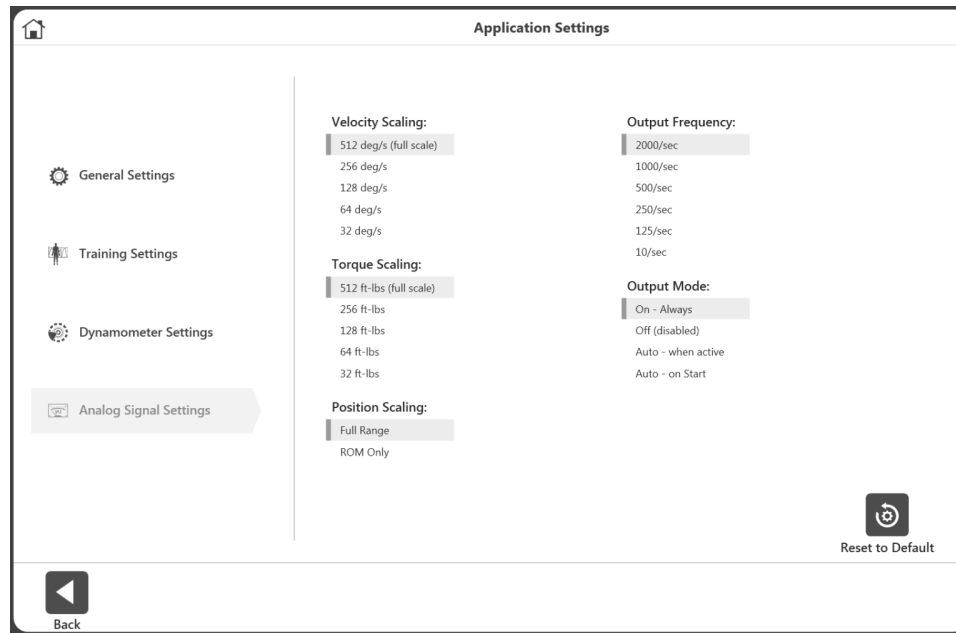 Application Settings
General Settings
Training Settings
Dynamometer Settings
Analog Signal Settings
Velocity Scaling:
512 deg/s (full scale)
256 deg/s
128 deg/s
64 deg/s
32 deg/s
Torque Scaling:
512 ft-lbs (full scale)
256 ft-lbs
128 ft-lbs
64 ft-lbs
32 ft-lbs
Position Scaling:
Full Range
ROM Only
Output Frequency:
2000/sec
1000/sec
500/sec
250/sec
125/sec
10/sec
Output Mode:
On - Always
Off (disabled)
Auto - when active
Auto - on Start
Reset to Default
Back